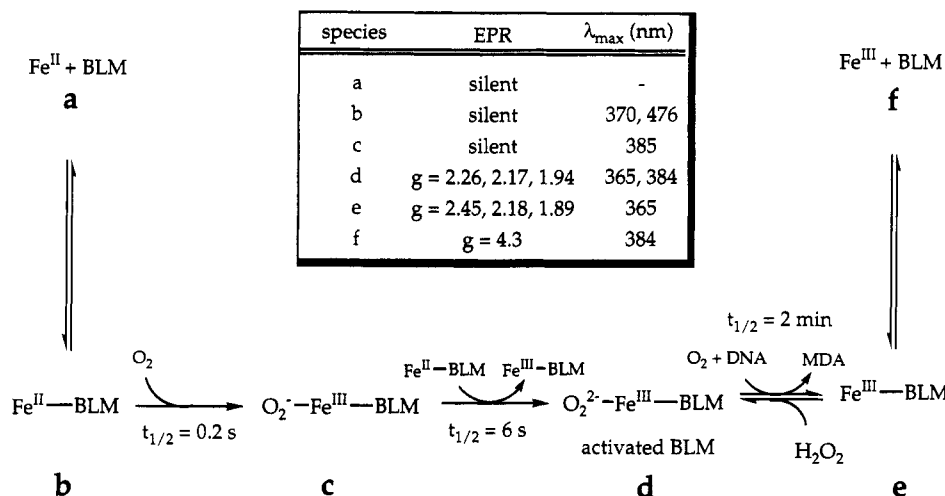 species EPR λmax (nm)
a silent -
b silent 370, 476
c silent 385
d g = 2.26, 2.17, 1.94 365, 384
e g = 2.45, 2.18, 1.89 365
f g = 4.3 384
Fe^II + BLM
a
Fe^III + BLM
f
t1/2 = 2 min
O2
Fe^II—BLM Fe^III—BLM
O2 + DNA MDA
Fe^II—BLM O2^-—Fe^III—BLM O2^2-—Fe^III—BLM Fe^III—BLM
t1/2 = 0.2 s t1/2 = 6 s
activated BLM H2O2
b c d e